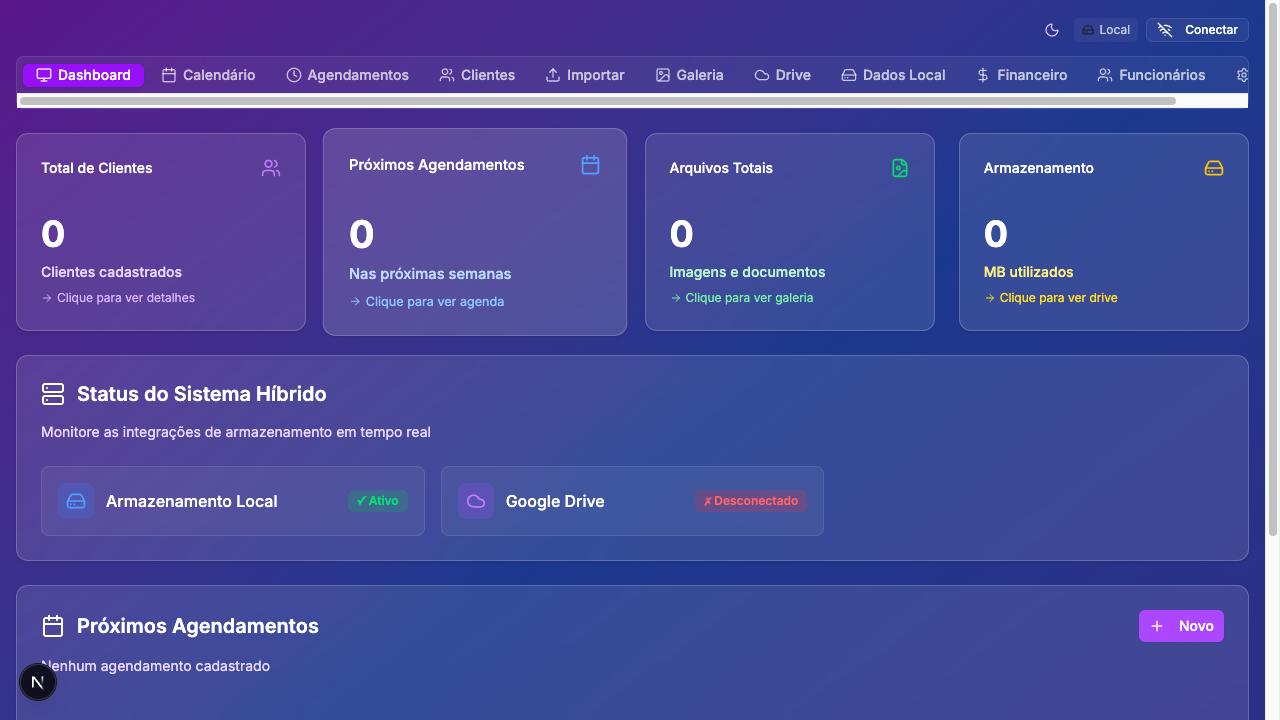 Local
Conectar
Dashboard
Calendário
Agendamentos
Clientes
Importar
Galeria
Drive
Dados Local
Financeiro
Funcionários
Total de Clientes
0
Clientes cadastrados
→ Clique para ver detalhes
Próximos Agendamentos
0
Nas próximas semanas
→ Clique para ver agenda
Arquivos Totais
0
Imagens e documentos
→ Clique para ver galeria
Armazenamento
0
MB utilizados
→ Clique para ver drive
Status do Sistema Híbrido
Monitore as integrações de armazenamento em tempo real
Armazenamento Local
✓ Ativo
Google Drive
✗ Desconectado
Próximos Agendamentos
+ Novo
Nenhum agendamento cadastrado
N